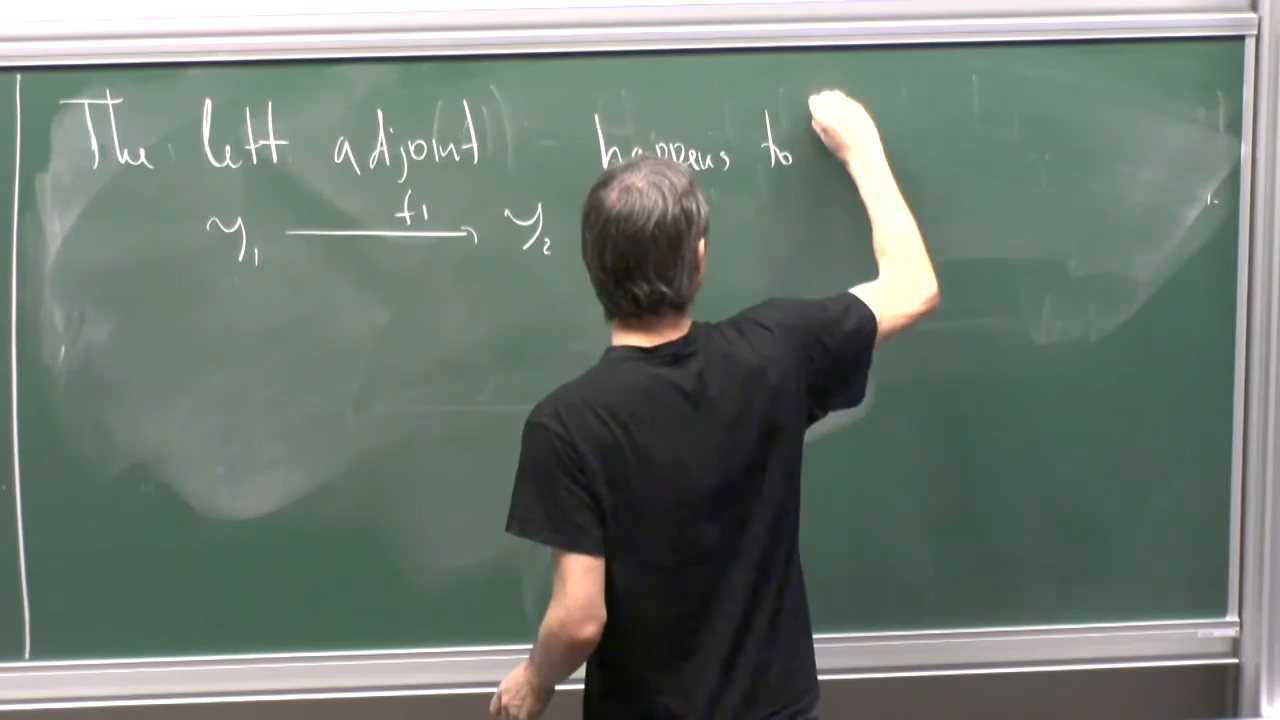 The left adjoint happens to
Y₁ —f₁→ Y₂